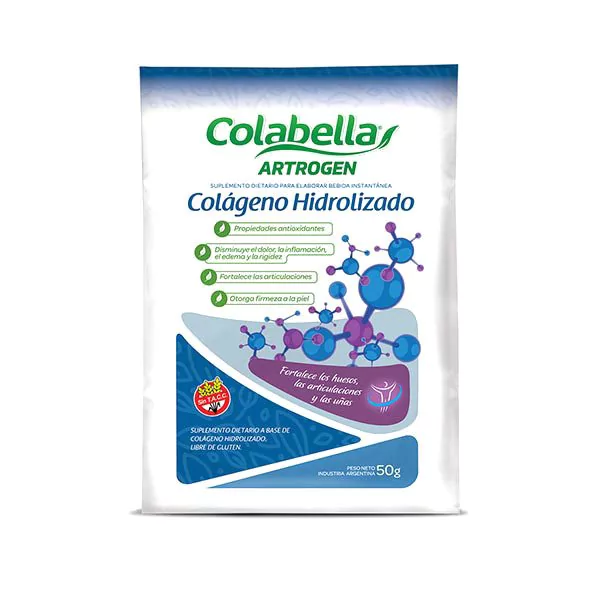 Colabella®
ARTROGEN
SUPLEMENTO DIETARIO PARA ELABORAR BEBIDA INSTANTÁNEA
Colágeno Hidrolizado
Propiedades antioxidantes
Disminuye el dolor, la inflamación,
el edema y la rigidez
Fortalece las articulaciones
Otorga firmeza a la piel
Fortalece los huesos,
las articulaciones
y las uñas
Sin T.A.C.C.
SUPLEMENTO DIETARIO A BASE DE
COLÁGENO HIDROLIZADO.
LIBRE DE GLUTEN.
PESO NETO
INDUSTRIA ARGENTINA 50g